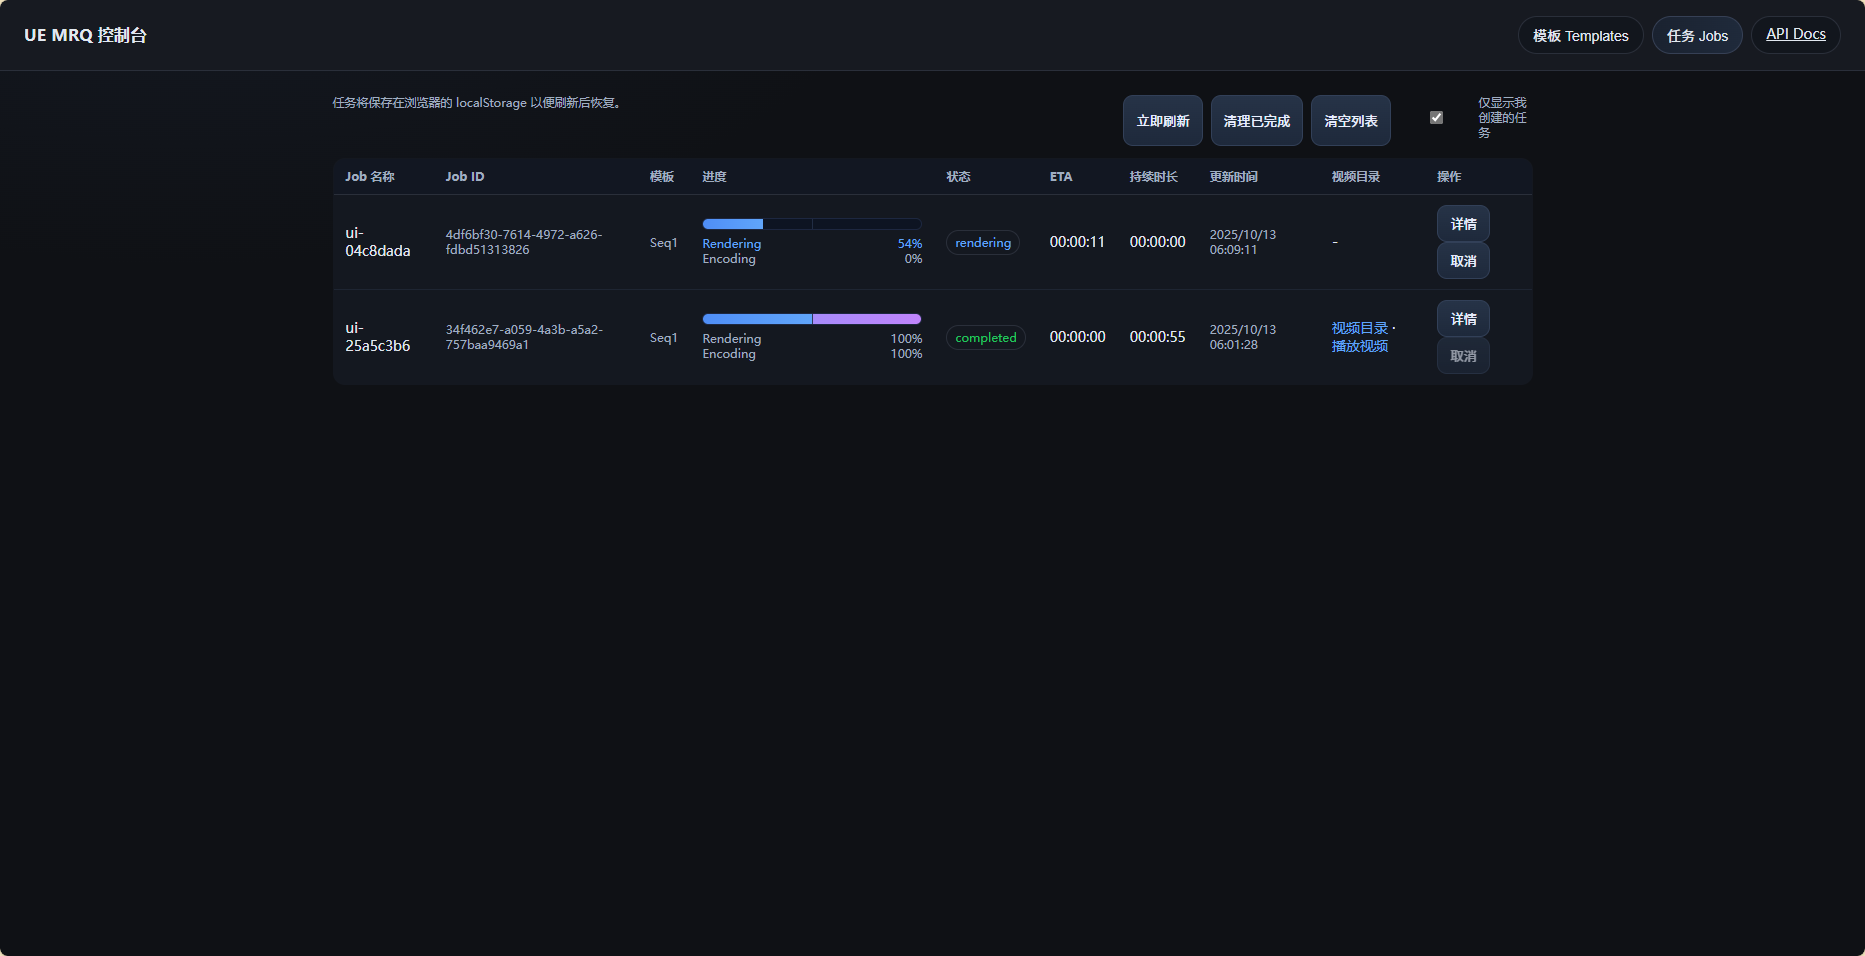 UE MRQ 控制台
模板 Templates
任务 Jobs
API Docs
任务将保存在浏览器的 localStorage 以便刷新后恢复。
立即刷新
清理已完成
清空列表
仅显示我
创建的任
务
Job 名称
Job ID
模板
进度
状态
ETA
持续时长
更新时间
视频目录
操作
ui-
04c8dada
4df6bf30-7614-4972-a626-
fdbd51313826
Seq1
Rendering 54%
Encoding 0%
rendering
00:00:11
00:00:00
2025/10/13
06:09:11
-
详情
取消
ui-
25a5c3b6
34f462e7-a059-4a3b-a5a2-
757baa9469a1
Seq1
Rendering 100%
Encoding 100%
completed
00:00:00
00:00:55
2025/10/13
06:01:28
视频目录 ·
播放视频
详情
取消